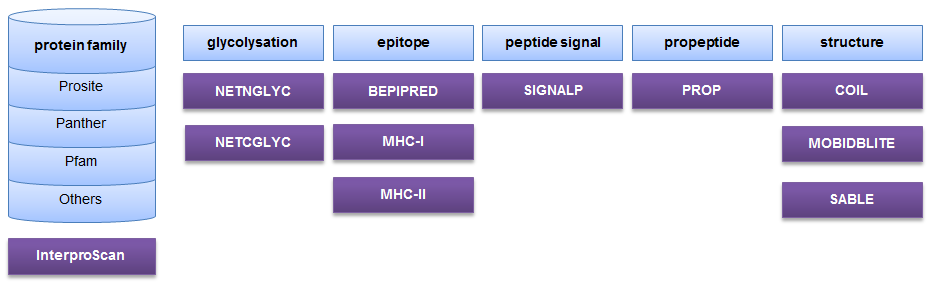 protein family
Prosite
Panther
Pfam
Others
InterproScan
glycolysation
NETNGLYC
NETCGLYC
epitope
BEPIPRED
MHC-I
MHC-II
peptide signal
SIGNALP
propeptide
PROP
structure
COIL
MOBIDBLITE
SABLE